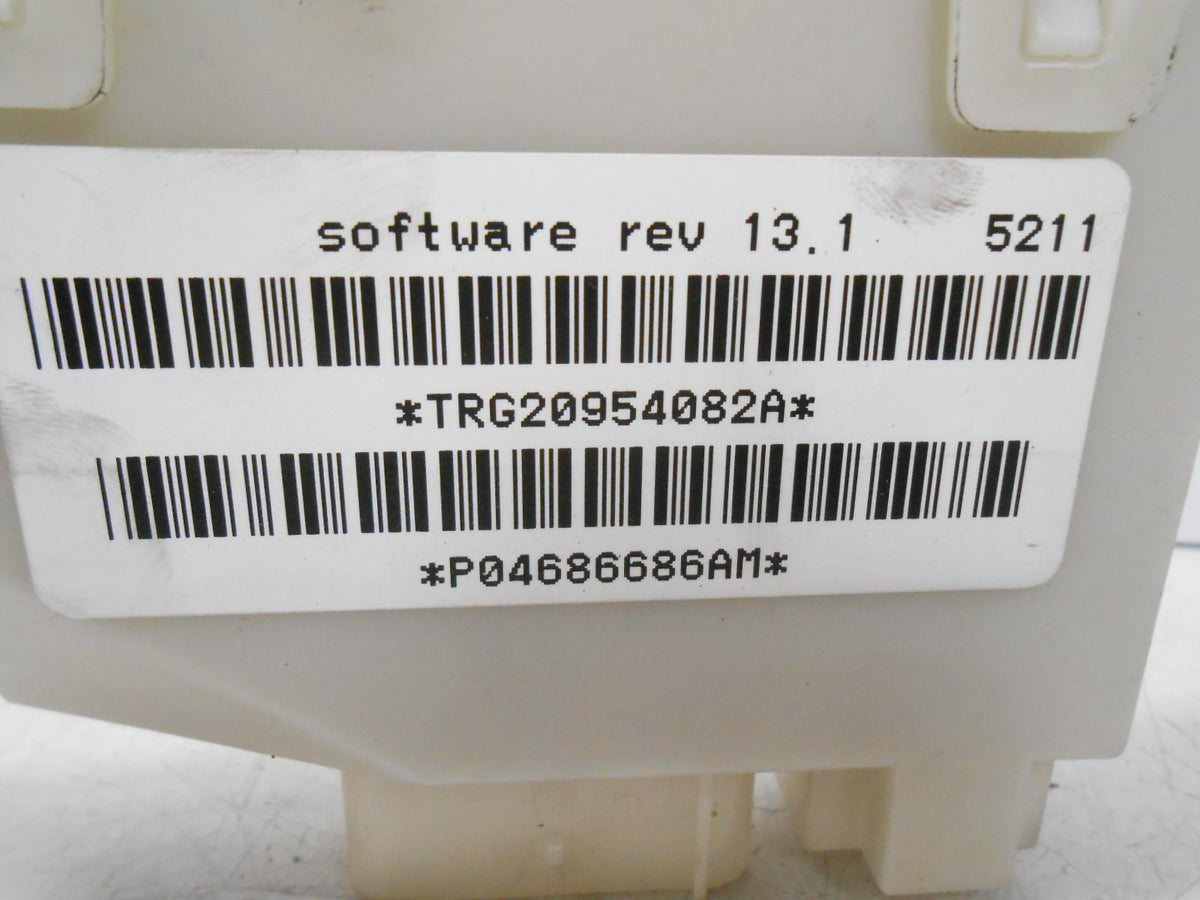 software rev 13.1 5211
*TRG20954082A*
*P04686686AM*